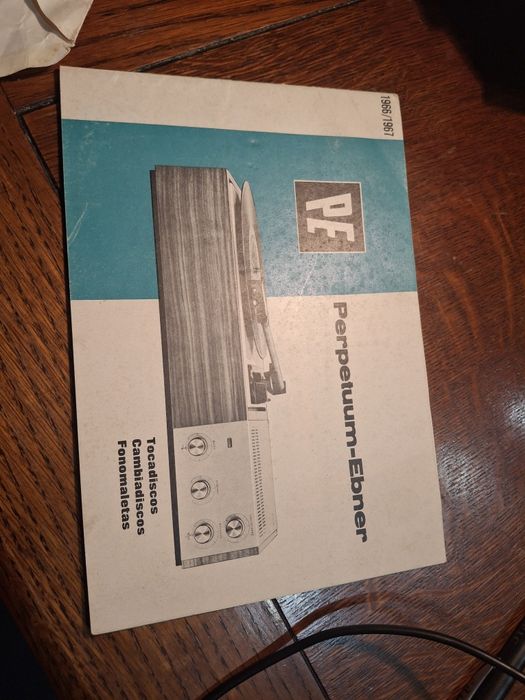 1966/1967
PE
Perpetuum-Ebner
Tocadiscos
Cambiadiscos
Fonomaletas